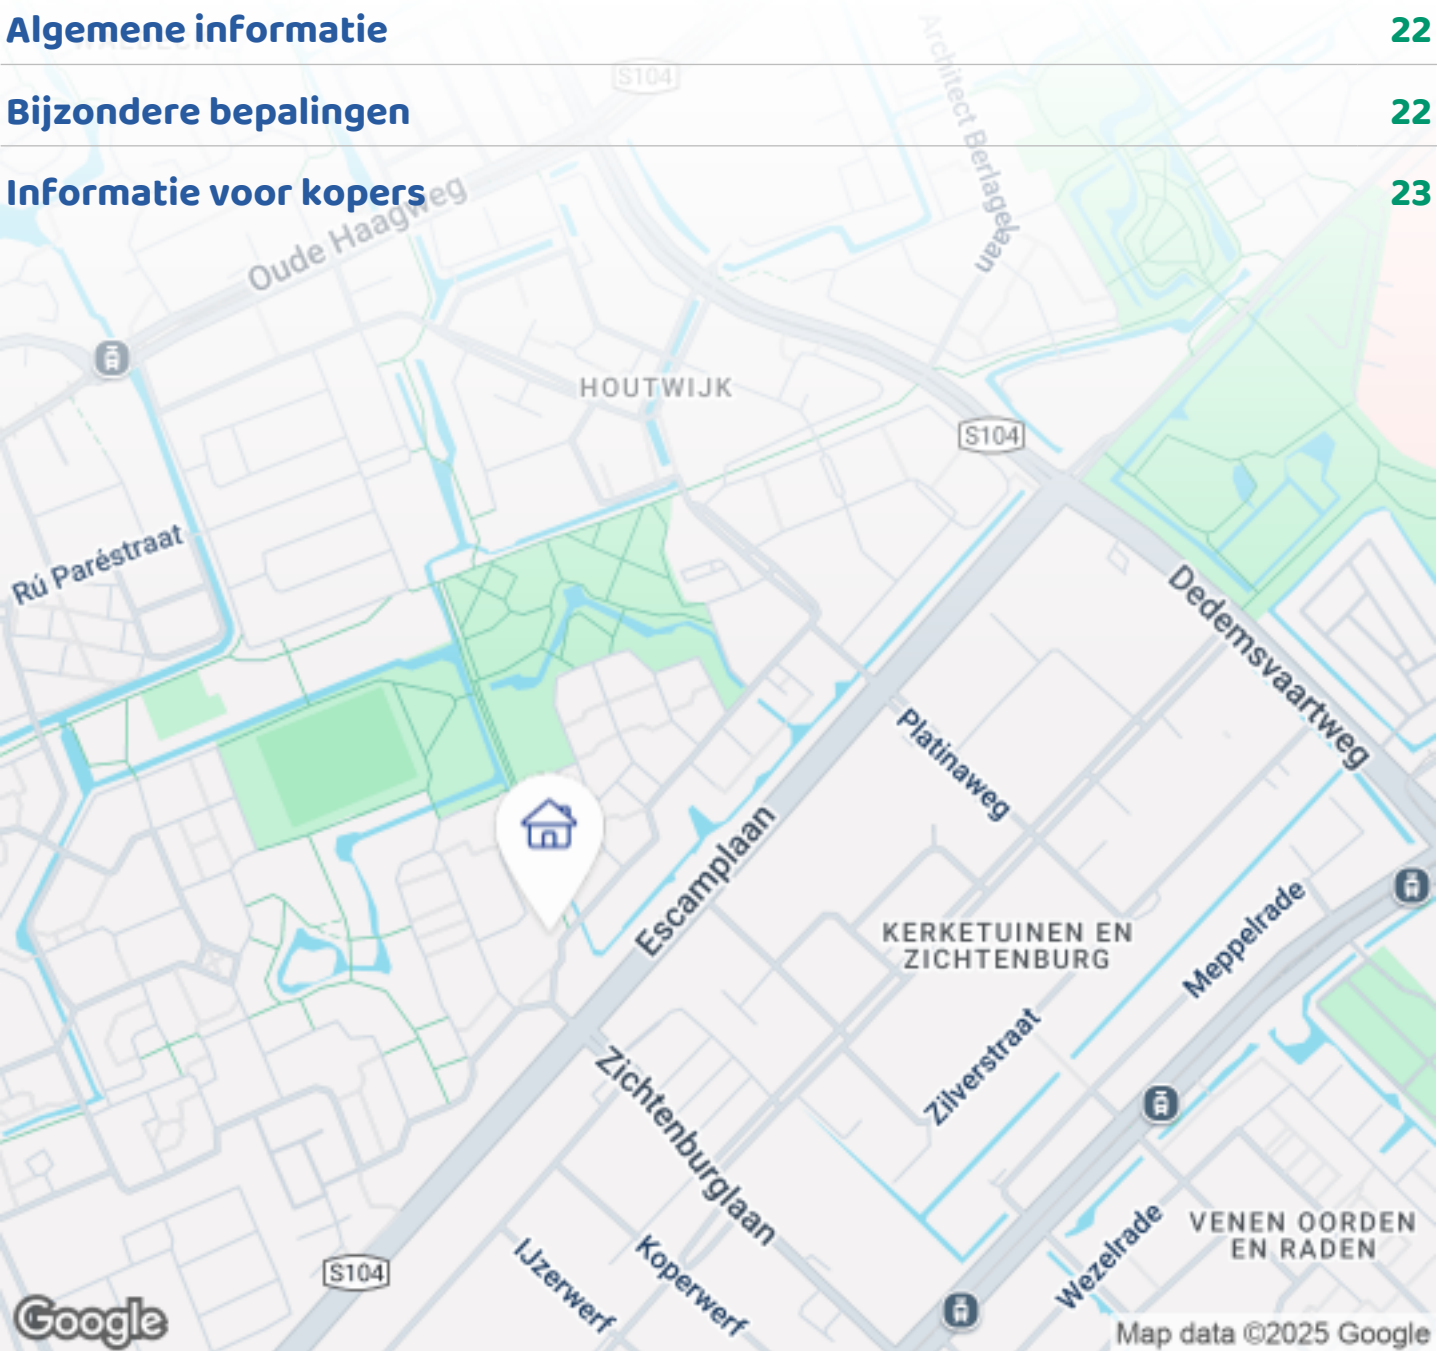 Algemene informatie 22
S104
Bijzondere bepalingen 22
Architect Berlagelaan
Informatie voor kopers 23
Oude Haagweg
HOUTWIJK
S104
Rú Paréstraat
Dedemsvaartweg
Platinaweg
Escamplaan
KERKETUINEN EN
ZICHTENBURG
Meppelrade
Zilverstraat
Zichtenburglaan
VENEN OORDEN
EN RADEN
Wezelrade
IJzerwerf
Koperwerf
S104
Google
Map data ©2025 Google